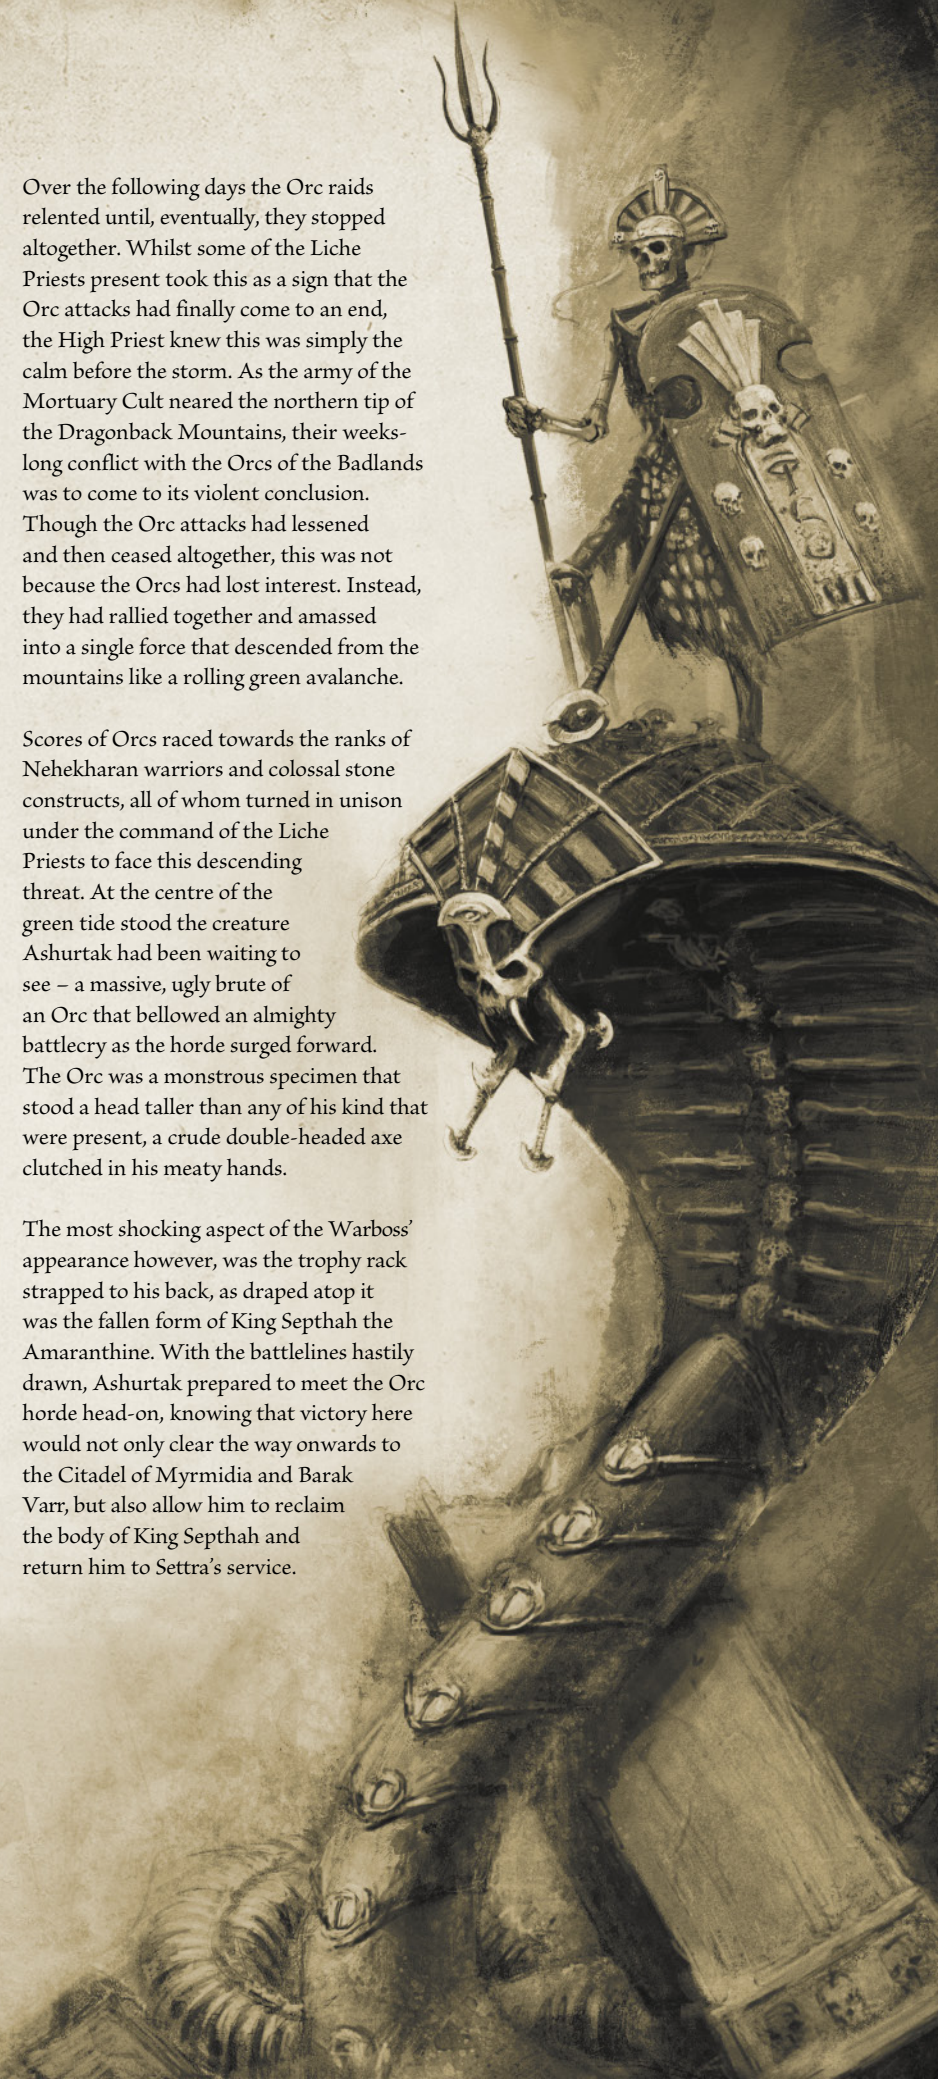 Over the following days the Orc raids
relented until, eventually, they stopped
altogether. Whilst some of the Liche
Priests present took this as a sign that the
Orc attacks had finally come to an end,
the High Priest knew this was simply the
calm before the storm. As the army of the
Mortuary Cult neared the northern tip of
the Dragonback Mountains, their weeks-
long conflict with the Orcs of the Badlands
was to come to its violent conclusion.
Though the Orc attacks had lessened
and then ceased altogether, this was not
because the Orcs had lost interest. Instead,
they had rallied together and amassed
into a single force that descended from the
mountains like a rolling green avalanche.

Scores of Orcs raced towards the ranks of
Nehekharan warriors and colossal stone
constructs, all of whom turned in unison
under the command of the Liche
Priests to face this descending
threat. At the centre of the
green tide stood the creature
Ashurtak had been waiting to
see – a massive, ugly brute of
an Orc that bellowed an almighty
battlecry as the horde surged forward.
The Orc was a monstrous specimen that
stood a head taller than any of his kind that
were present, a crude double-headed axe
clutched in his meaty hands.

The most shocking aspect of the Warboss’
appearance however, was the trophy rack
strapped to his back, as draped atop it
was the fallen form of King Septhah the
Amaranthine. With the battlelines hastily
drawn, Ashurtak prepared to meet the Orc
horde head-on, knowing that victory here
would not only clear the way onwards to
the Citadel of Myrmidia and Barak
Varr, but also allow him to reclaim
the body of King Septhah and
return him to Settra’s service.